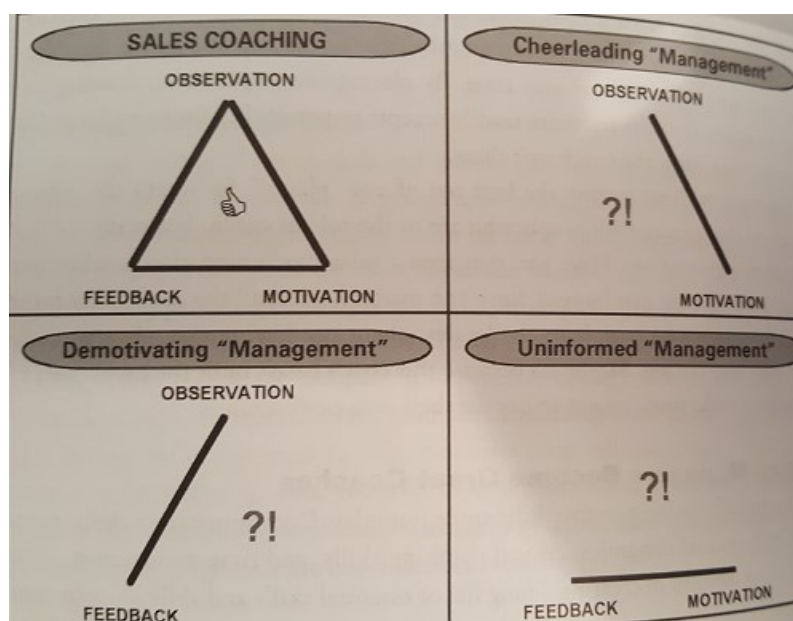 SALES COACHING
OBSERVATION
FEEDBACK MOTIVATION
Cheerleading "Management"
OBSERVATION
?!
MOTIVATION
Demotivating "Management"
OBSERVATION
?!
FEEDBACK
Uninformed "Management"
?!
FEEDBACK MOTIVATION